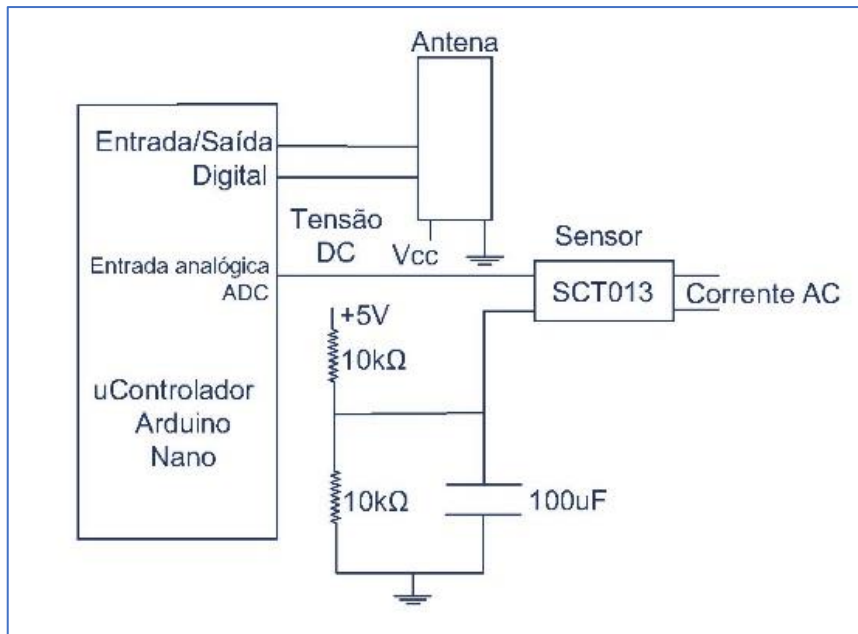 Antena
Entrada/Saída
Digital
Tensão
DC
Vcc
Sensor
Entrada analógica
ADC
SCT013
Corrente AC
+5V
10kΩ
uControlador
Arduino
Nano
10kΩ
100uF